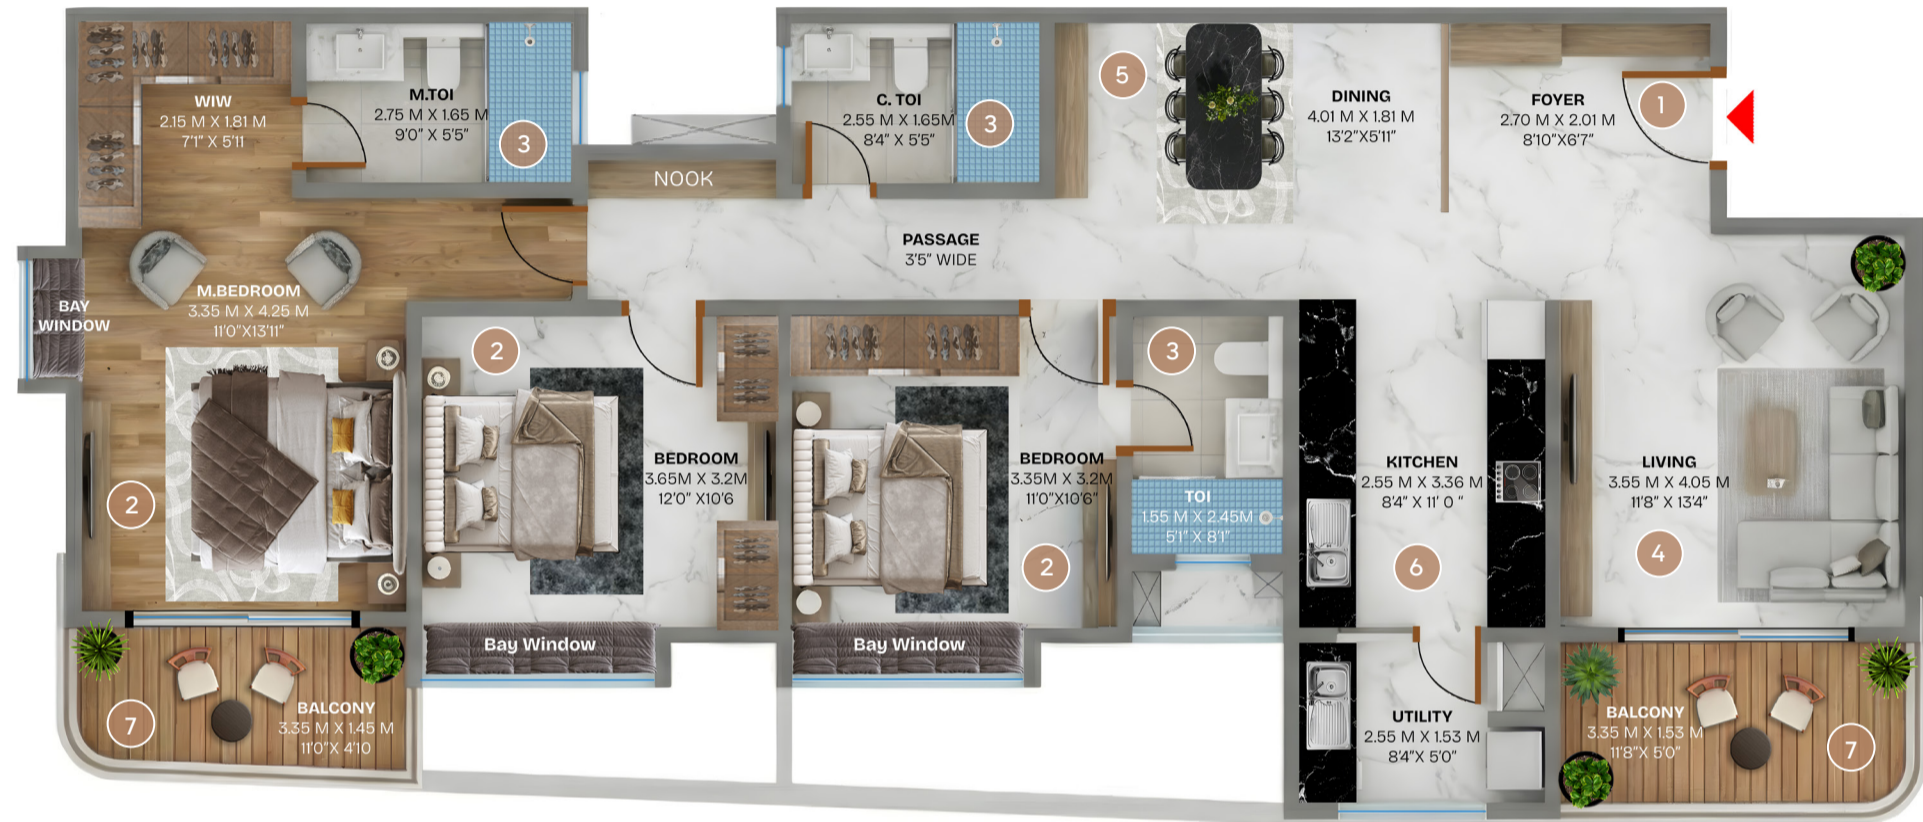 WIW
2.15 M X 1.81 M
7'1" X 5'11
M.TOI
2.75 M X 1.65 M
9'0" X 5'5"
3
C. TOI
2.55 M X 1.65M
8'4" X 5'5"
3
5
DINING
4.01 M X 1.81 M
13'2"X5'11"
FOYER
2.70 M X 2.01 M
8'10"X6'7"
1
NOOK
PASSAGE
3'5" WIDE
BAY
WINDOW
M.BEDROOM
3.35 M X 4.25 M
11'0"X13'11"
2
2
BEDROOM
3.65M X 3.2M
12'0" X10'6
BEDROOM
3.35M X 3.2M
11'0"X10'6"
2
3
TOI
1.55 M X 2.45M
5'1" X 8'1"
KITCHEN
2.55 M X 3.36 M
8'4" X 11' 0 "
6
LIVING
3.55 M X 4.05 M
11'8" X 13'4"
4
Bay Window
Bay Window
7
BALCONY
3.35 M X 1.45 M
11'0"X 4'10
UTILITY
2.55 M X 1.53 M
8'4"X 5'0"
BALCONY
3.35 M X 1.53 M
11'8"X 5'0"
7